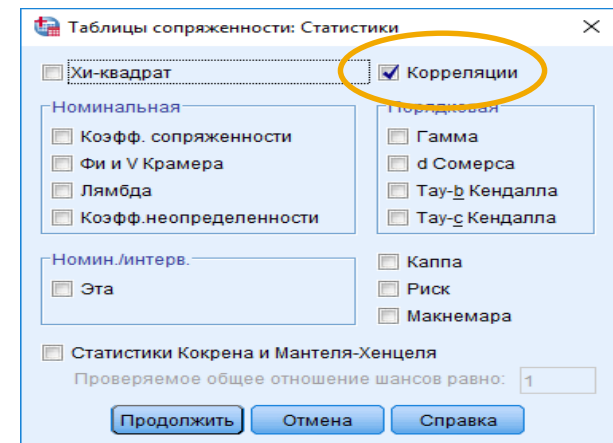 Таблицы сопряженности: Статистики
Хи-квадрат
Корреляции
Номинальная
Коэфф. сопряженности
Фи и V Крамера
Лямбда
Коэфф.неопределенности
Порядковая
Гамма
d Сомерса
Тау-b Кендалла
Тау-c Кендалла
Номин./интерв.
Эта
Каппа
Риск
Макнемара
Статистики Кокрена и Мантеля-Хенцеля
Проверяемое общее отношение шансов равно: 1
Продолжить Отмена Справка